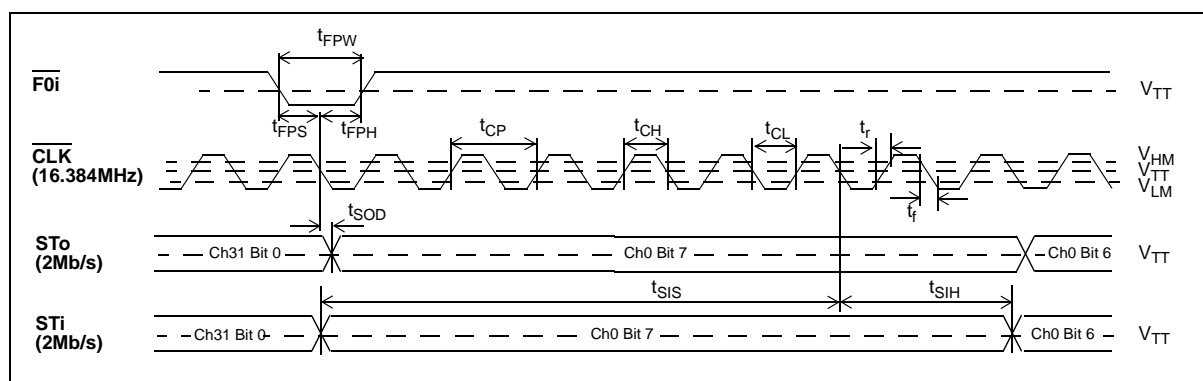 tFPW
F0i
VTT
tFPS
tFPH
tCP
tCH
tCL
tr
CLK
(16.384MHz)
VHM
VTT
VLM
tf
tSOD
STo
(2Mb/s)
Ch31 Bit 0
Ch0 Bit 7
Ch0 Bit 6
VTT
tSIS
tSIH
STi
(2Mb/s)
Ch31 Bit 0
Ch0 Bit 7
Ch0 Bit 6
VTT